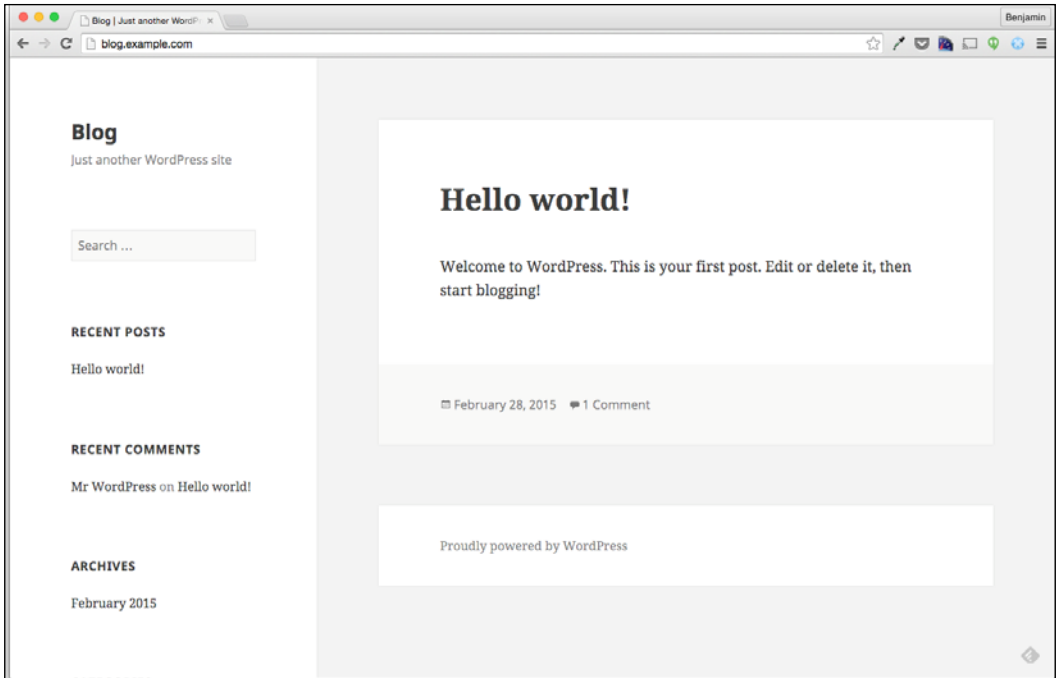 Blog | Just another WordPr
Benjamin
blog.example.com
Blog
Just another WordPress site
Search ...
RECENT POSTS
Hello world!
RECENT COMMENTS
Mr WordPress on Hello world!
ARCHIVES
February 2015
Hello world!
Welcome to WordPress. This is your first post. Edit or delete it, then
start blogging!
February 28, 2015 1 Comment
Proudly powered by WordPress